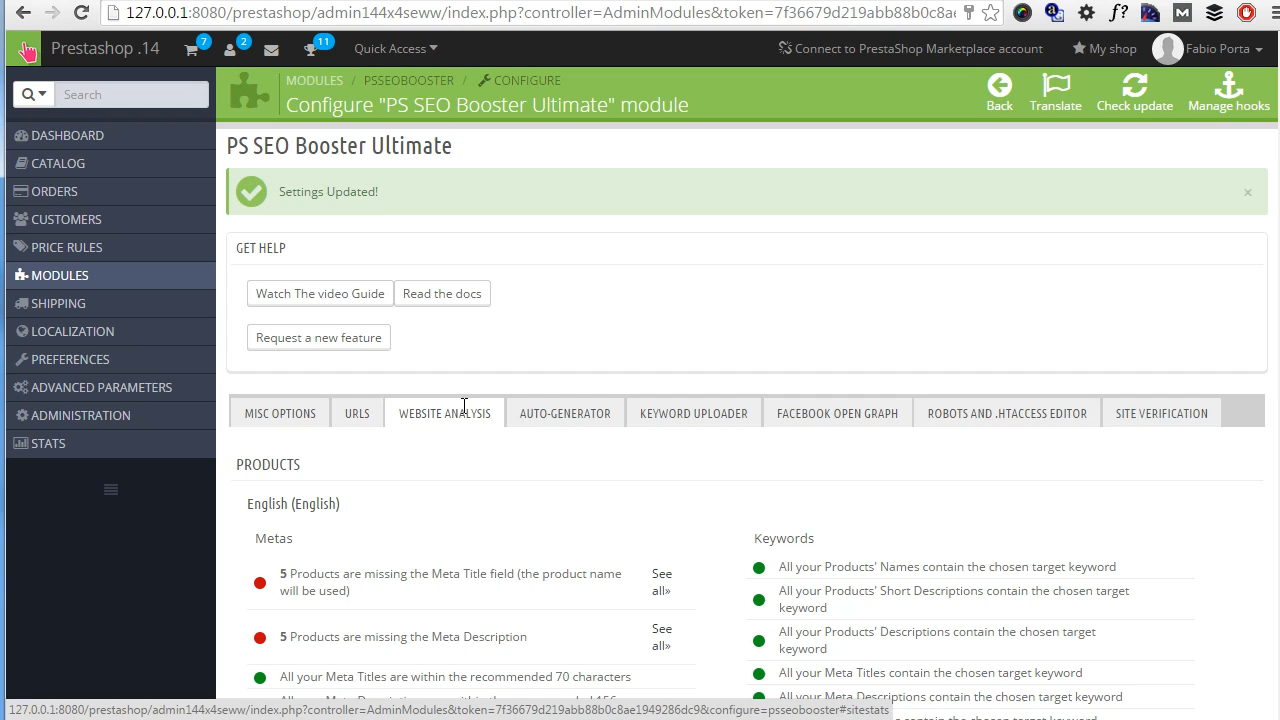 127.0.0.1:8080/prestashop/admin144x4seww/index.php?controller=AdminModules&token=7f36679d219abb88b0c8ae
Prestashop .14
7
2
11
Quick Access
Connect to PrestaShop Marketplace account
My shop
Fabio Porta
Search
MODULES / PSSEOBOOSTER / CONFIGURE
Configure "PS SEO Booster Ultimate" module
Back
Translate
Check update
Manage hooks
DASHBOARD
CATALOG
ORDERS
CUSTOMERS
PRICE RULES
MODULES
SHIPPING
LOCALIZATION
PREFERENCES
ADVANCED PARAMETERS
ADMINISTRATION
STATS
PS SEO Booster Ultimate
Settings Updated!
×
GET HELP
Watch The video Guide
Read the docs
Request a new feature
MISC OPTIONS
URLS
WEBSITE ANALYSIS
AUTO-GENERATOR
KEYWORD UPLOADER
FACEBOOK OPEN GRAPH
ROBOTS AND .HTACCESS EDITOR
SITE VERIFICATION
PRODUCTS
English (English)
Metas
5 Products are missing the Meta Title field (the product name
will be used)
See
all»
5 Products are missing the Meta Description
See
all»
All your Meta Titles are within the recommended 70 characters
Keywords
All your Products' Names contain the chosen target keyword
All your Products' Short Descriptions contain the chosen target
keyword
All your Products' Descriptions contain the chosen target
keyword
All your Meta Titles contain the chosen target keyword
All your Meta Descriptions contain the chosen target keyword
127.0.0.1:8080/prestashop/admin144x4seww/index.php?controller=AdminModules&token=7f36679d219abb88b0c8ae1949286dc9&configure=psseobooster#sitestats